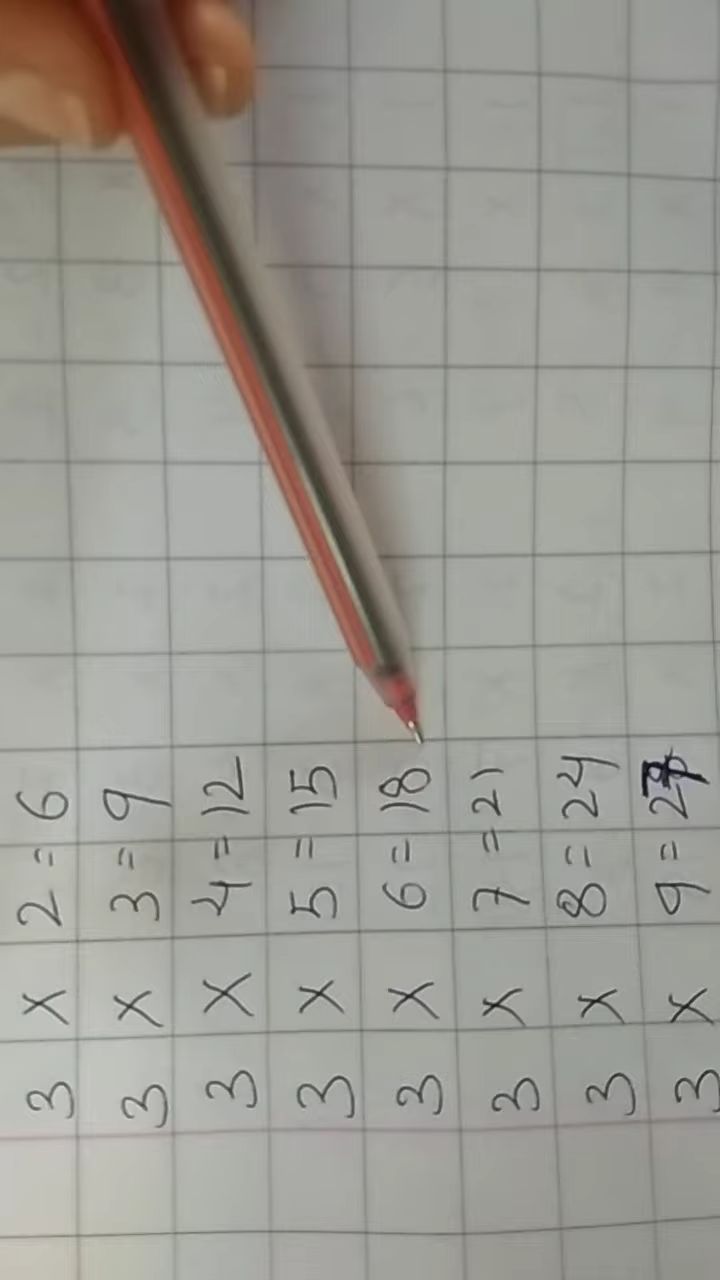 3 x 2 = 6
3 x 3 = 9
3 x 4 = 12
3 x 5 = 15
3 x 6 = 18
3 x 7 = 21
3 x 8 = 24
3 x 9 = 27